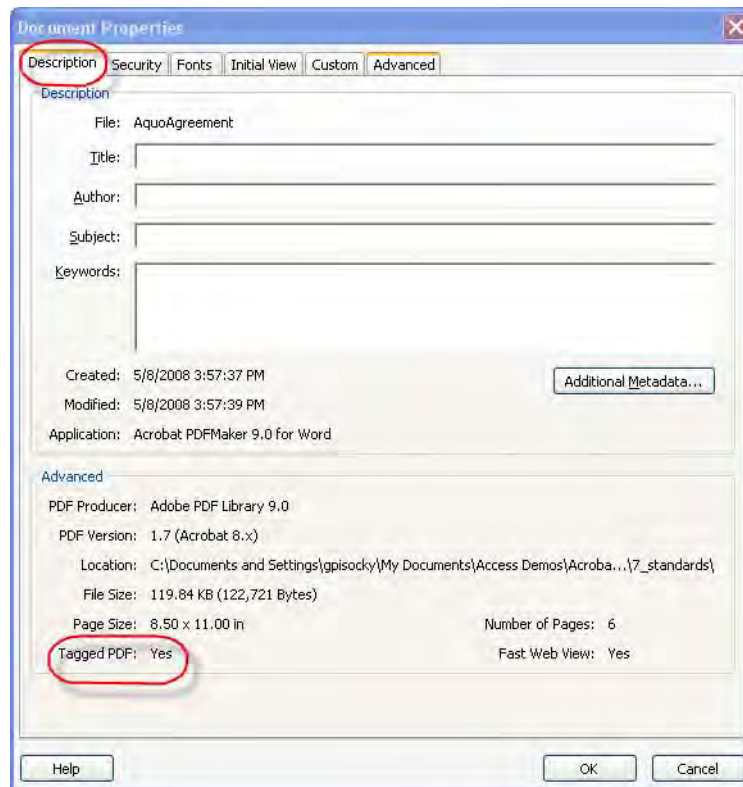 Document Properties
Description Security Fonts Initial View Custom Advanced
Description
File: AquoAgreement
Title:
Author:
Subject:
Keywords:
Created: 5/8/2008 3:57:37 PM
Additional Metadata...
Modified: 5/8/2008 3:57:39 PM
Application: Acrobat PDFMaker 9.0 for Word
Advanced
PDF Producer: Adobe PDF Library 9.0
PDF Version: 1.7 (Acrobat 8.x)
Location: C:\Documents and Settings\gpisocky\My Documents\Access Demos\Acroba...\7_standards\
File Size: 119.84 KB (122,721 Bytes)
Page Size: 8.50 x 11.00 in Number of Pages: 6
Tagged PDF: Yes Fast Web View: Yes
Help OK Cancel